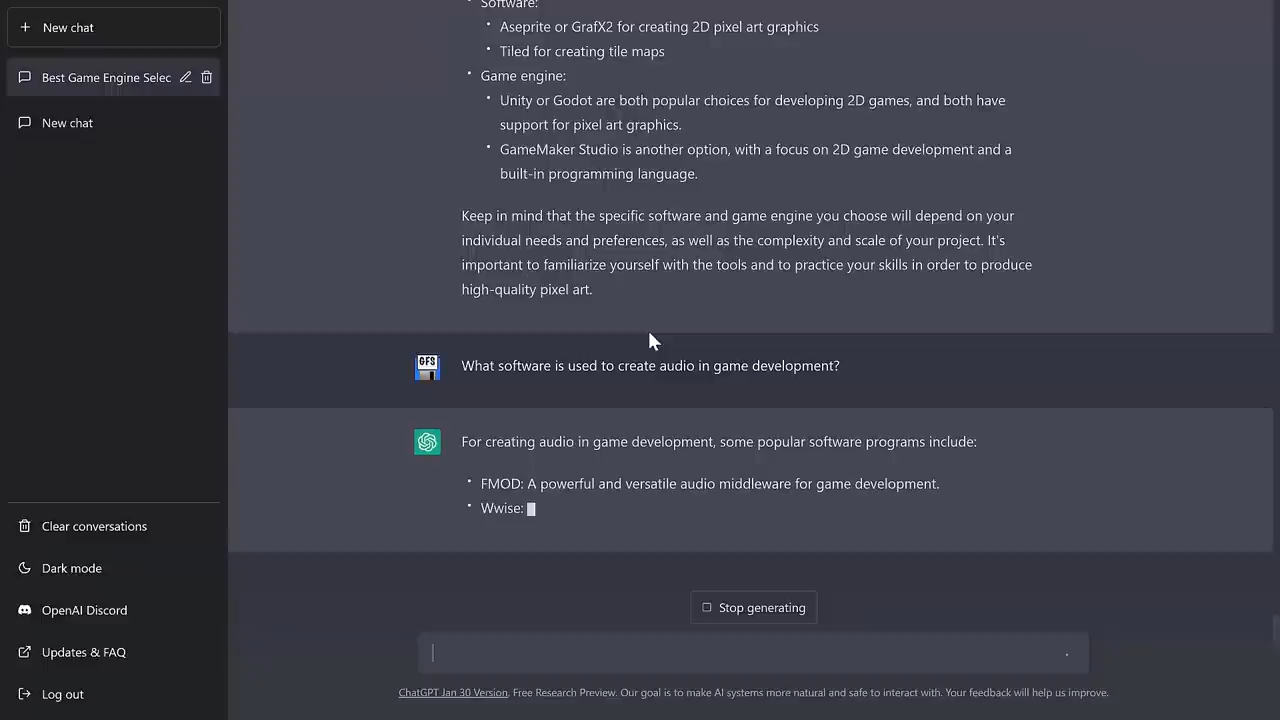 New chat
Best Game Engine Selec
New chat
Clear conversations
Dark mode
OpenAI Discord
Updates & FAQ
Log out
Software:
Aseprite or GrafX2 for creating 2D pixel art graphics
Tiled for creating tile maps
Game engine:
Unity or Godot are both popular choices for developing 2D games, and both have
support for pixel art graphics.
GameMaker Studio is another option, with a focus on 2D game development and a
built-in programming language.
Keep in mind that the specific software and game engine you choose will depend on your
individual needs and preferences, as well as the complexity and scale of your project. It's
important to familiarize yourself with the tools and to practice your skills in order to produce
high-quality pixel art.
GFS
What software is used to create audio in game development?
For creating audio in game development, some popular software programs include:
FMOD: A powerful and versatile audio middleware for game development.
Wwise:
Stop generating
ChatGPT Jan 30 Version. Free Research Preview. Our goal is to make AI systems more natural and safe to interact with. Your feedback will help us improve.